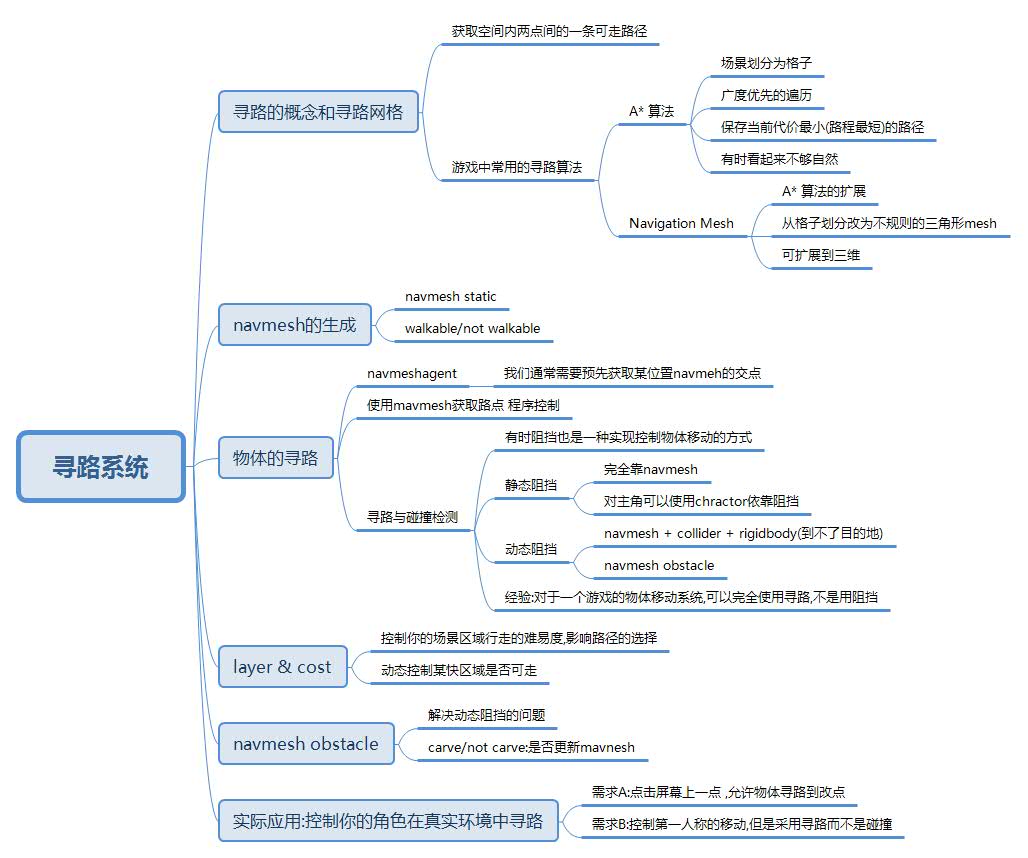 寻路系统
寻路的概念和寻路网格
获取空间内两点间的一条可走路径
游戏中常用的寻路算法
A* 算法
场景划分为格子
广度优先的遍历
保存当前代价最小(路程最短)的路径
有时看起来不够自然
Navigation Mesh
A* 算法的扩展
从格子划分改为不规则的三角形mesh
可扩展到三维
navmesh的生成
navmesh static
walkable/not walkable
物体的寻路
navmeshagent
我们通常需要预先获取某位置navmeh的交点
使用mavmesh获取路点 程序控制
寻路与碰撞检测
有时阻挡也是一种实现控制物体移动的方式
静态阻挡
完全靠navmesh
对主角可以使用chractor依靠阻挡
动态阻挡
navmesh + collider + rigidbody(到不了目的地)
navmesh obstacle
经验:对于一个游戏的物体移动系统,可以完全使用寻路,不是用阻挡
layer & cost
控制你的场景区域行走的难易度,影响路径的选择
动态控制某快区域是否可走
navmesh obstacle
解决动态阻挡的问题
carve/not carve:是否更新mavnesh
实际应用:控制你的角色在真实环境中寻路
需求A:点击屏幕上一点 ,允许物体寻路到改点
需求B:控制第一人称的移动,但是采用寻路而不是碰撞